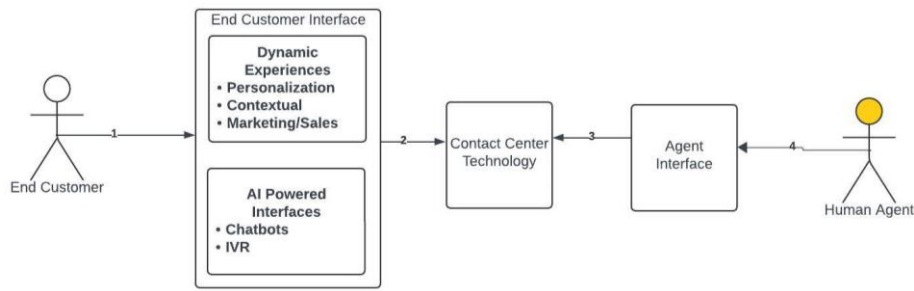 End Customer Interface
Dynamic
Experiences
• Personalization
• Contextual
• Marketing/Sales
AI Powered
Interfaces
• Chatbots
• IVR
1
End Customer
2
Contact Center
Technology
3
Agent
Interface
4
Human Agent